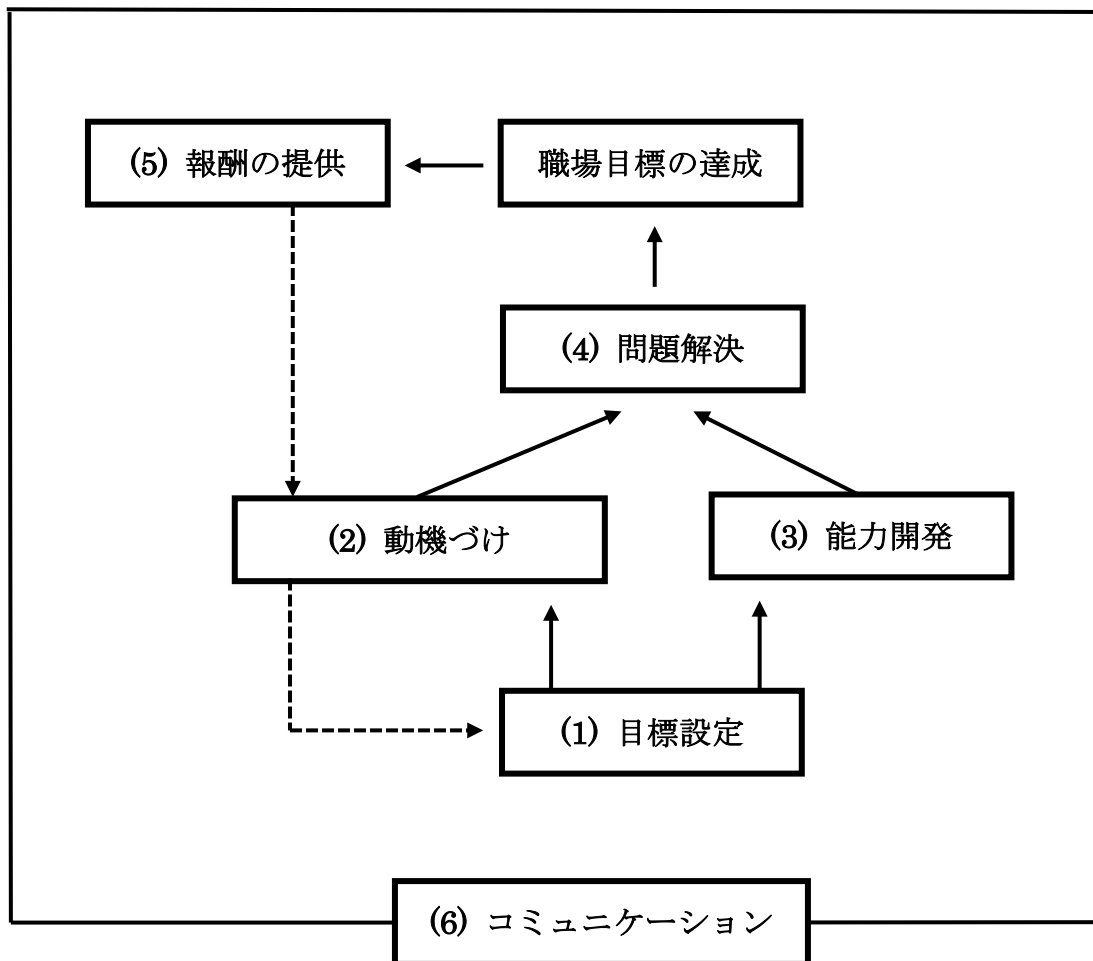 (5) 報酬の提供
職場目標の達成
(4) 問題解決
(2) 動機づけ
(3) 能力開発
(1) 目標設定
(6) コミュニケーション